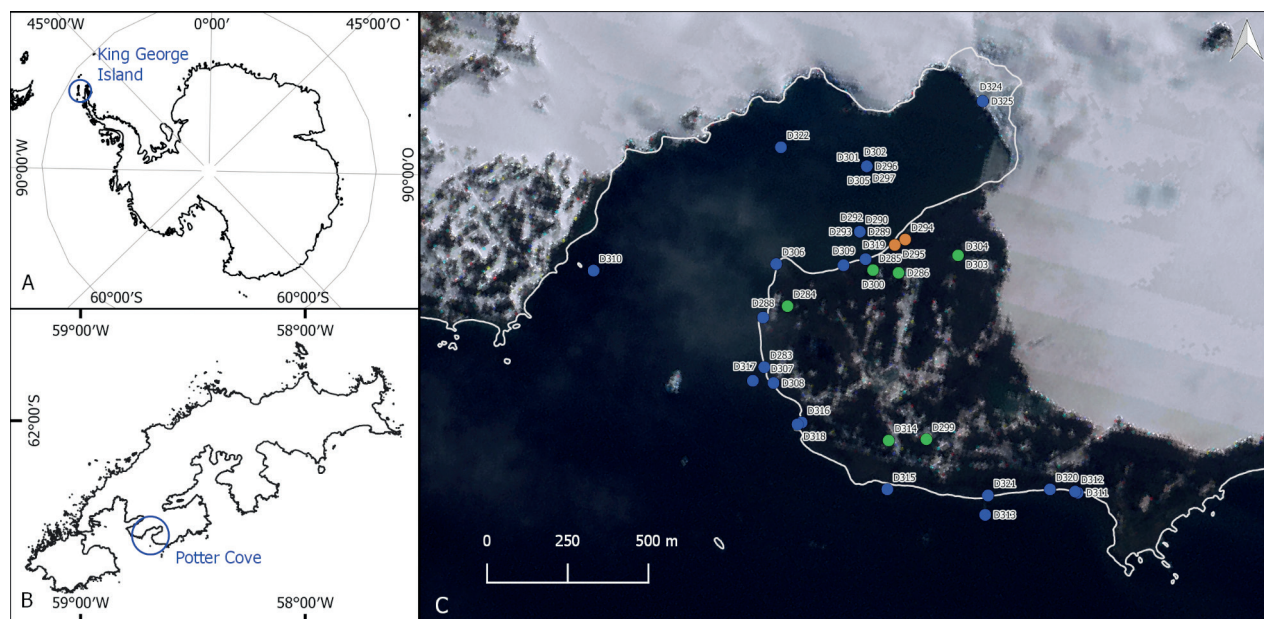 45°00'W
0°00'
45°00'O
King George
Island
90°00'W
90°00'O
A
60°00'S
60°00'S
59°00'W
58°00'W
62°00'S
Potter Cove
B
59°00'W
58°00'W
D324
D325
D322
D302
D301
D296
D305
D297
D292
D290
D293
D289
D294
D319
D295
D304
D303
D306
D309
D285
D286
D300
D310
D284
D288
D283
D317
D307
D308
D316
D318
D314
D299
D315
D321
D320
D312
D311
D313
0
250
500 m
C